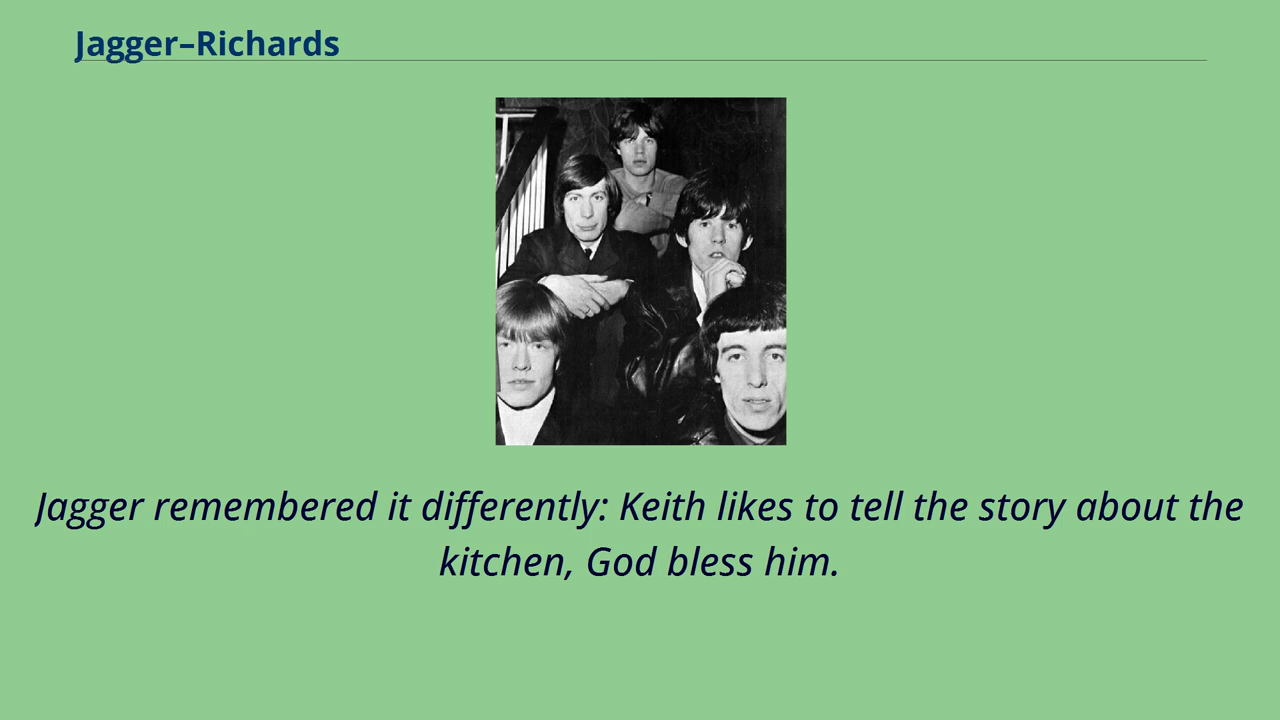 Jagger–Richards
Jagger remembered it differently: Keith likes to tell the story about the
kitchen, God bless him.